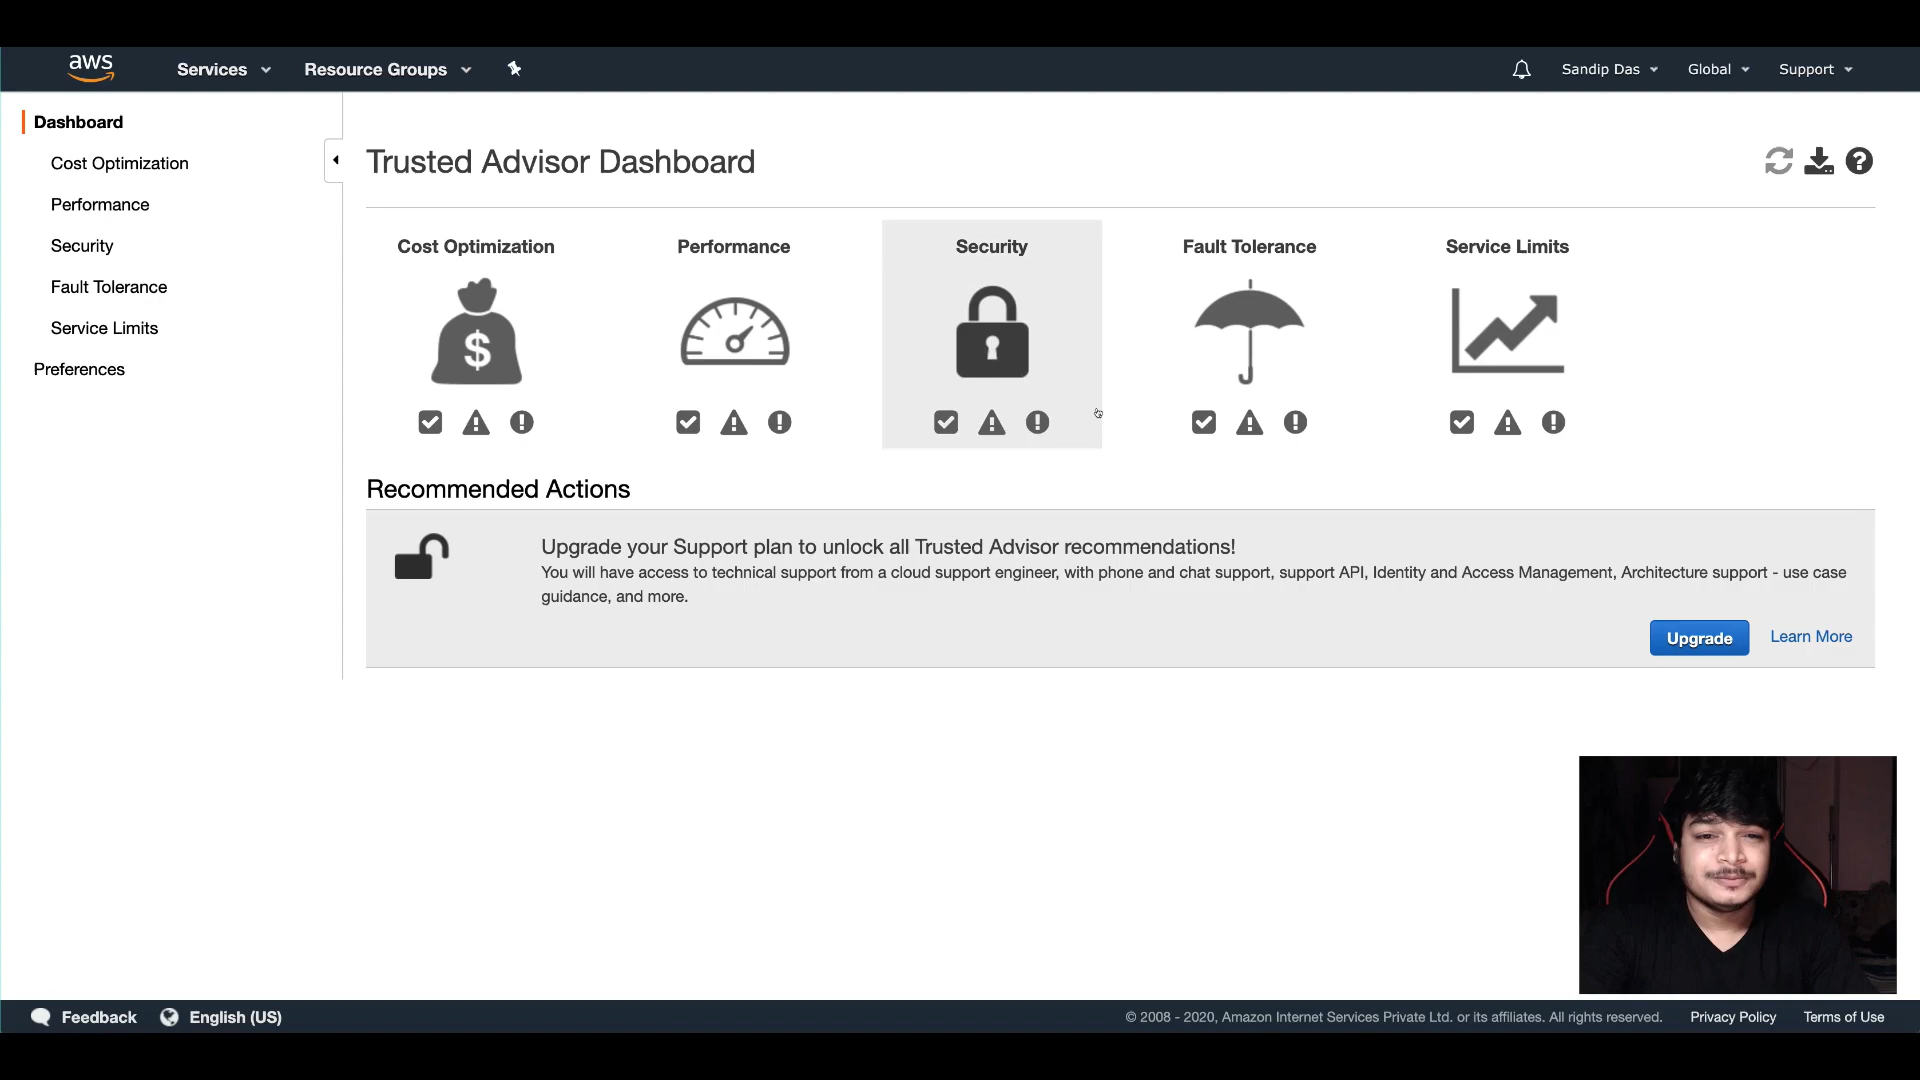 aws
Services
Resource Groups
Sandip Das
Global
Support
Dashboard
Cost Optimization
Performance
Security
Fault Tolerance
Service Limits
Preferences
Trusted Advisor Dashboard
Cost Optimization
Performance
Security
Fault Tolerance
Service Limits
Recommended Actions
Upgrade your Support plan to unlock all Trusted Advisor recommendations!
You will have access to technical support from a cloud support engineer, with phone and chat support, support API, Identity and Access Management, Architecture support - use case
guidance, and more.
Upgrade
Learn More
Feedback
English (US)
© 2008 - 2020, Amazon Internet Services Private Ltd. or its affiliates. All rights reserved.
Privacy Policy
Terms of Use